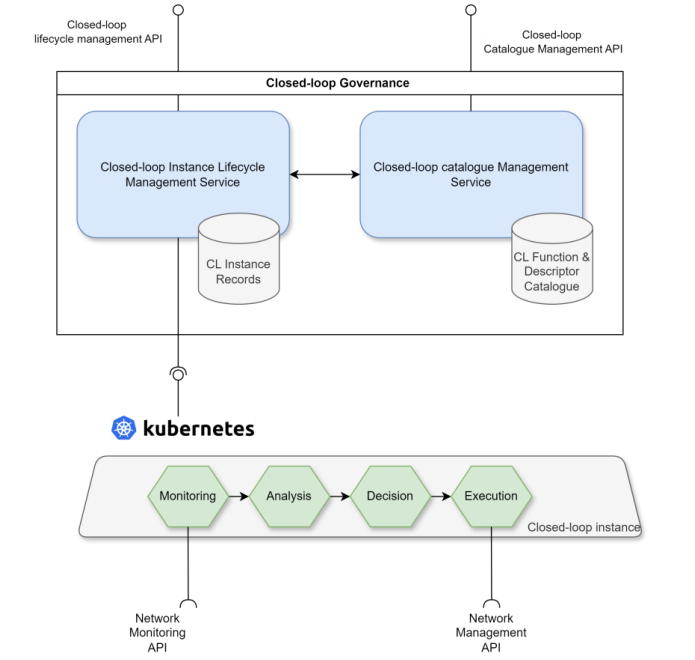 Closed-loop
lifecycle management API
Closed-loop
Catalogue Management API
Closed-loop Governance
Closed-loop Instance Lifecycle
Management Service
Closed-loop catalogue Management
Service
CL Instance
Records
CL Function &
Descriptor
Catalogue
kubernetes
Monitoring
Analysis
Decision
Execution
Closed-loop instance
Network
Monitoring
API
Network
Management
API